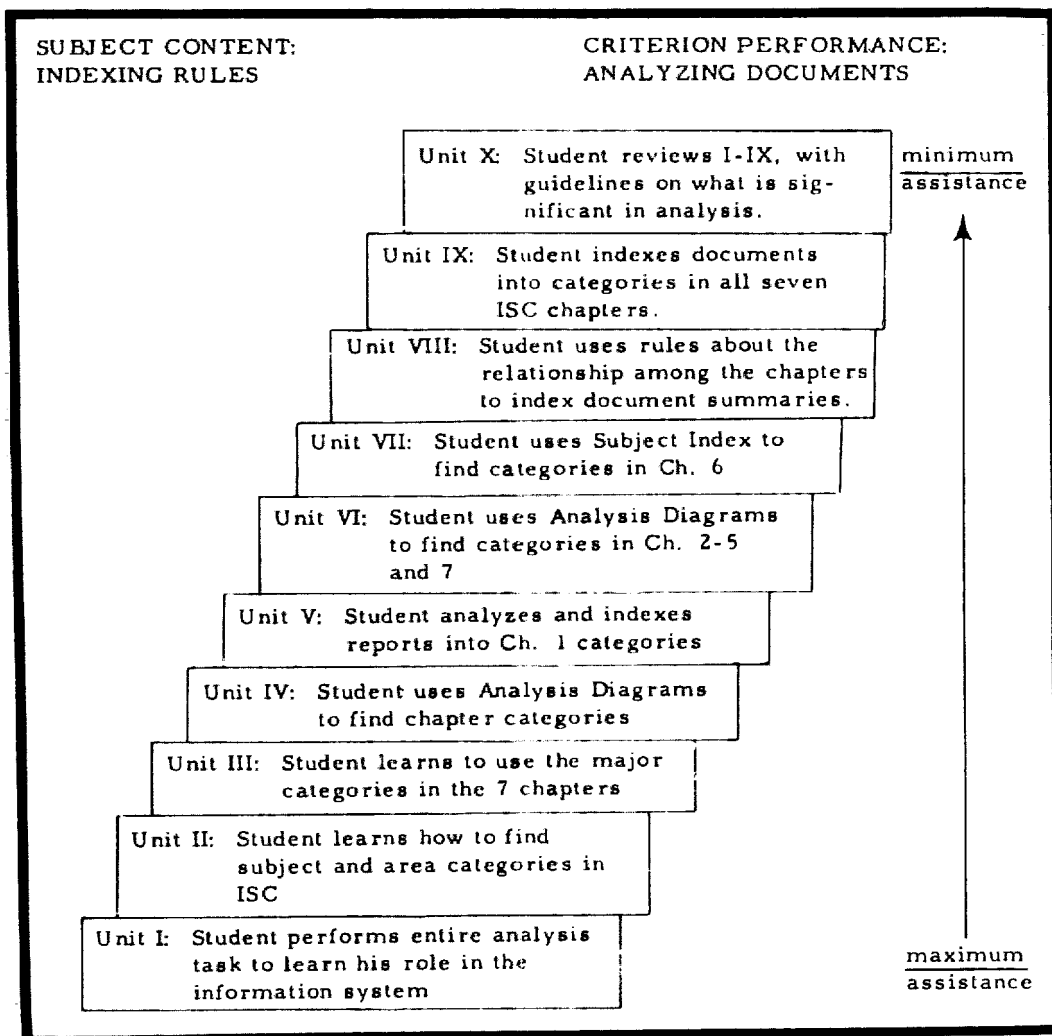 SUBJECT CONTENT:
INDEXING RULES
CRITERION PERFORMANCE:
ANALYZING DOCUMENTS
Unit X: Student reviews I-IX, with
guidelines on what is sig-
nificant in analysis.
minimum
assistance
Unit IX: Student indexes documents
into categories in all seven
ISC chapters.
Unit VIII: Student uses rules about the
relationship among the chapters
to index document summaries.
Unit VII: Student uses Subject Index to
find categories in Ch. 6
Unit VI: Student uses Analysis Diagrams
to find categories in Ch. 2-5
and 7
Unit V: Student analyzes and indexes
reports into Ch. 1 categories
Unit IV: Student uses Analysis Diagrams
to find chapter categories
Unit III: Student learns to use the major
categories in the 7 chapters
Unit II: Student learns how to find
subject and area categories in
ISC
Unit I: Student performs entire analysis
task to learn his role in the
information system
maximum
assistance